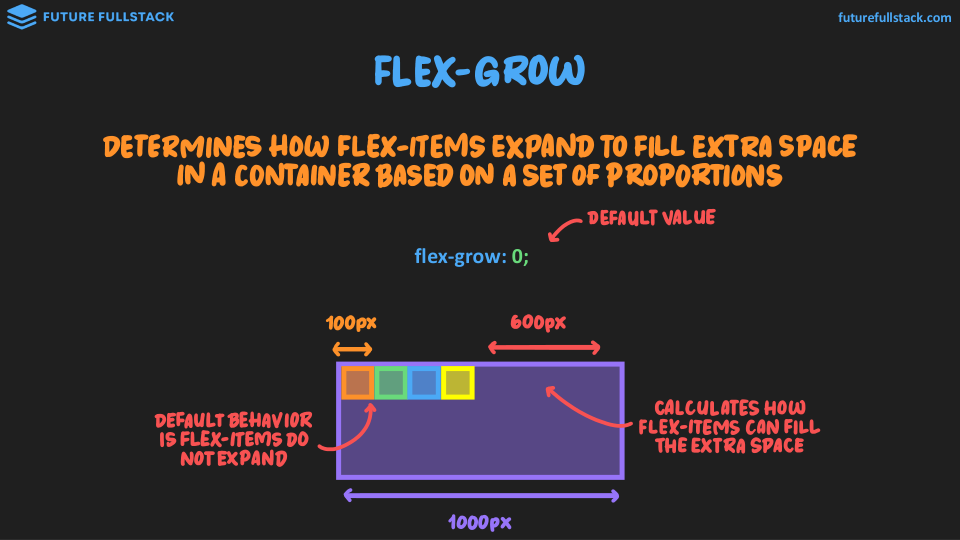 FUTURE FULLSTACK
futurefullstack.com
FLEX-GROW
DETERMINES HOW FLEX-ITEMS EXPAND TO FILL EXTRA SPACE
IN A CONTAINER BASED ON A SET OF PROPORTIONS
DEFAULT VALUE
flex-grow: 0;
100PX
600PX
DEFAULT BEHAVIOR
IS FLEX-ITEMS DO
NOT EXPAND
CALCULATES HOW
FLEX-ITEMS CAN FILL
THE EXTRA SPACE
1000PX